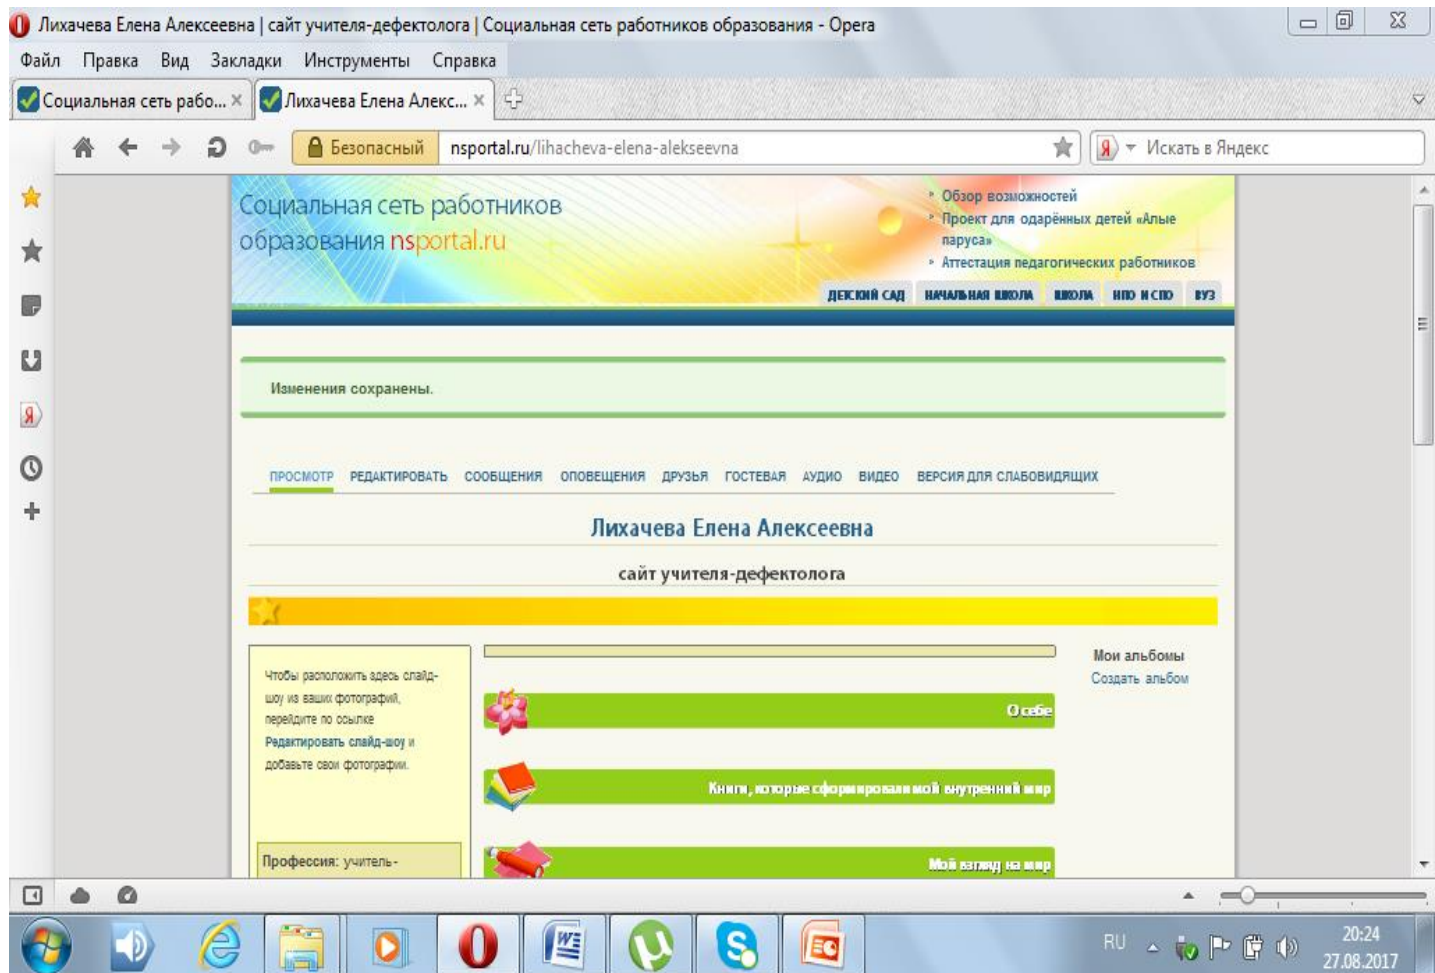 Лихачева Елена Алексеевна | сайт учителя-дефектолога | Социальная сеть работников образования - Opera
Файл Правка Вид Закладки Инструменты Справка
Социальная сеть рабо... Лихачева Елена Алекс...
Безопасный nsportal.ru/lihacheva-elena-alekseevna Искать в Яндекс
Социальная сеть работников
образования nsportal.ru
Обзор возможностей
Проект для одарённых детей «Алые
паруса»
Аттестация педагогических работников
ДЕТСКИЙ САД НАЧАЛЬНАЯ ШКОЛА ШКОЛА НПО И СПО ВУЗ
Изменения сохранены.
ПРОСМОТР РЕДАКТИРОВАТЬ СООБЩЕНИЯ ОПОВЕЩЕНИЯ ДРУЗЬЯ ГОСТЕВАЯ АУДИО ВИДЕО ВЕРСИЯ ДЛЯ СЛАБОВИДЯЩИХ
Лихачева Елена Алексеевна
сайт учителя-дефектолога
Чтобы расположить здесь слайд-
шоу из ваших фотографий,
перейдите по ссылке
Редактировать слайд-шоу и
добавьте свои фотографии.
Профессия: учитель-
О себе
Книги, которые сформировали мой внутренний мир
Мой взгляд на мир
Мои альбомы
Создать альбом
RU
20:24
27.08.2017